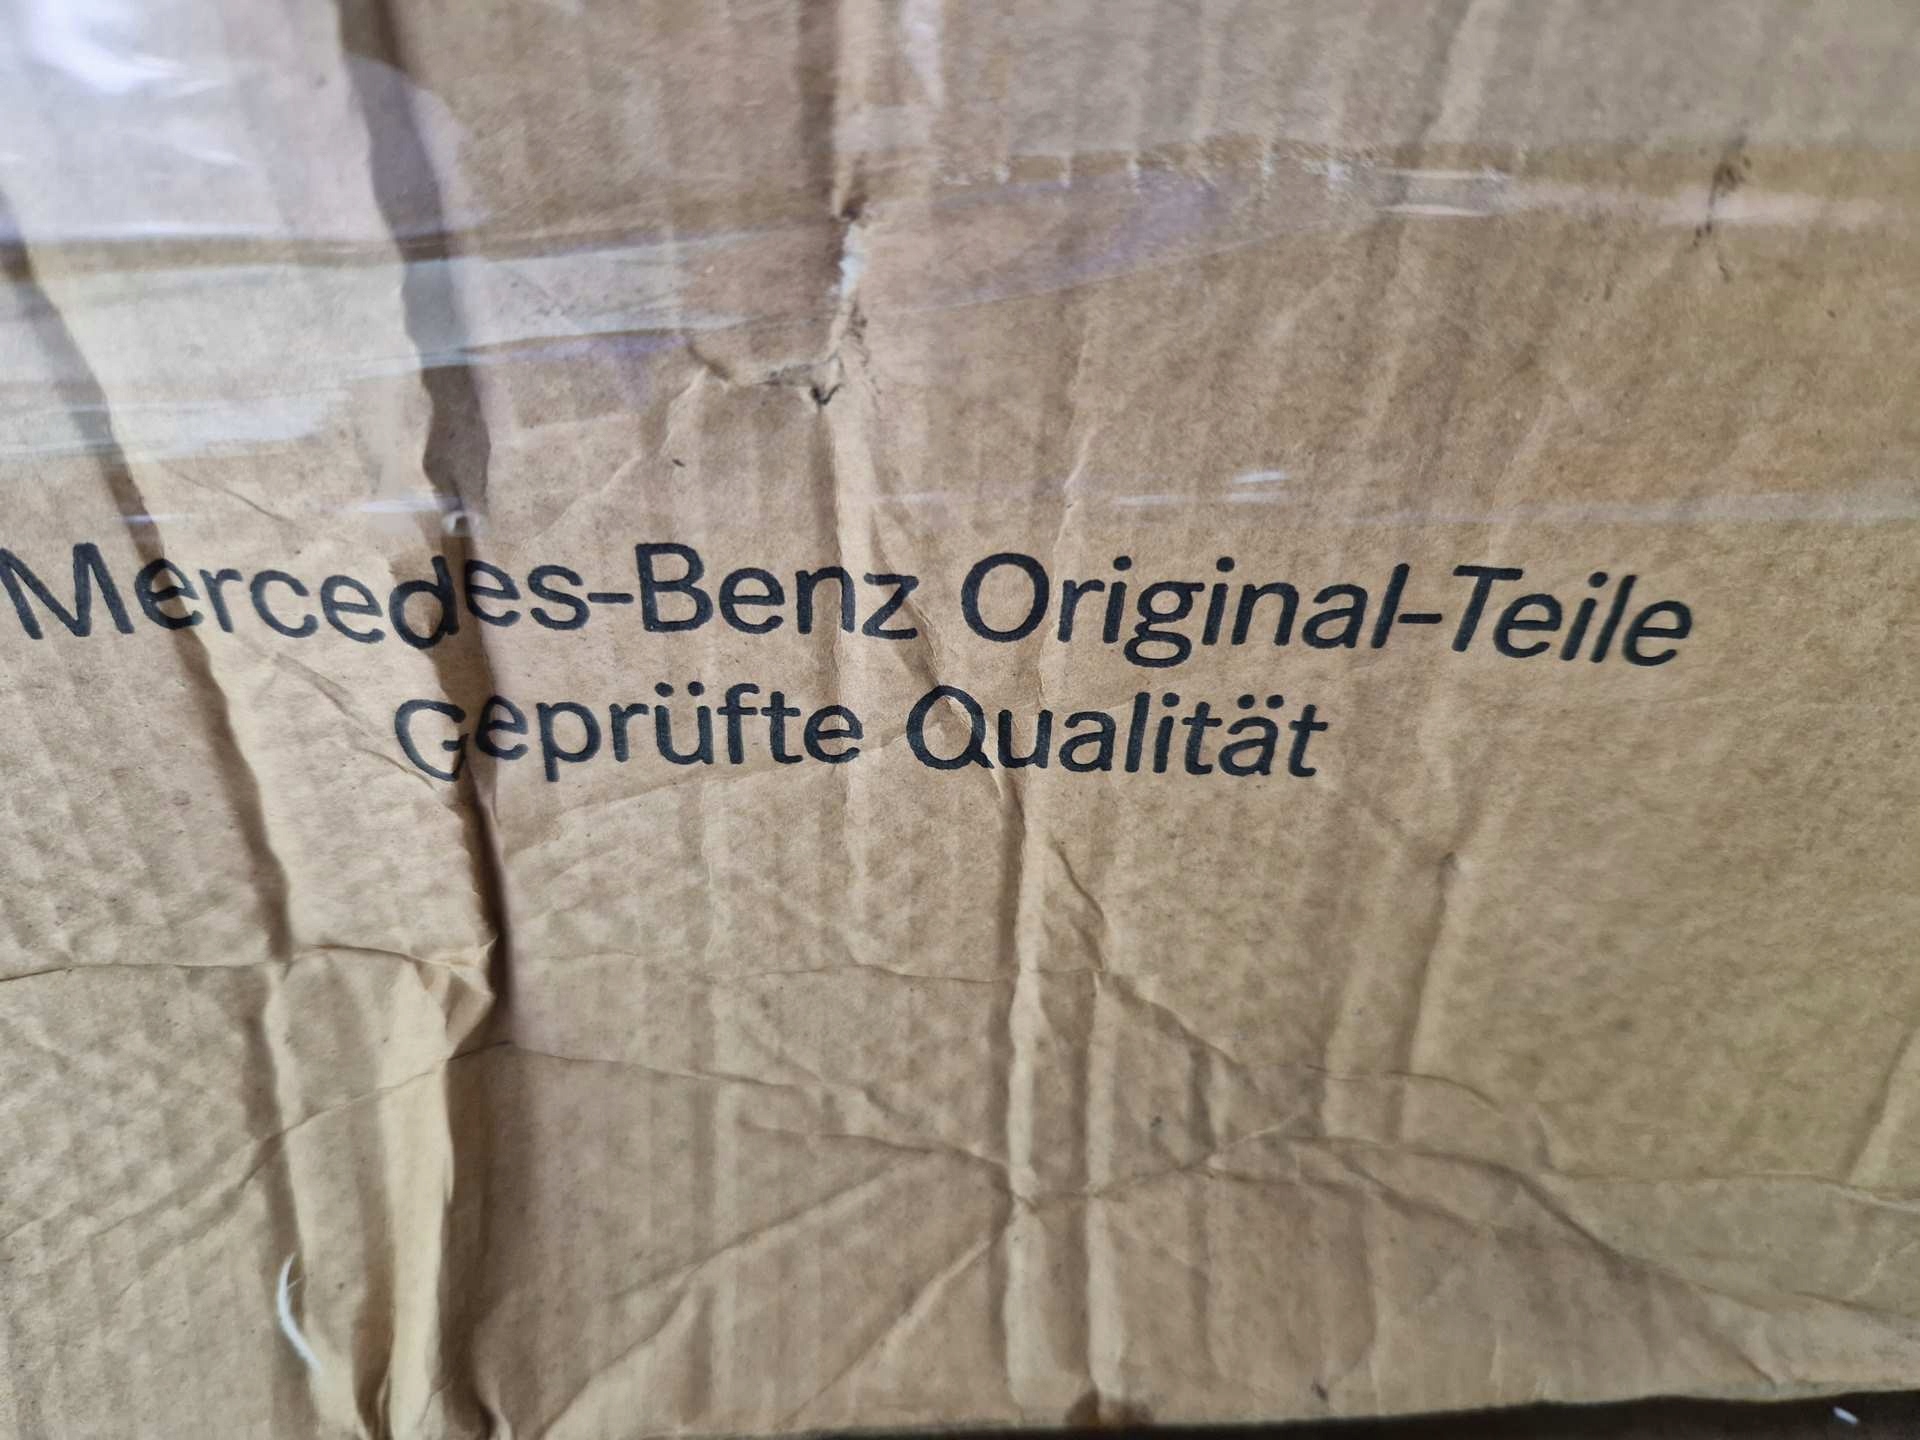 Mercedes-Benz Original-Teile
Geprüfte Qualität